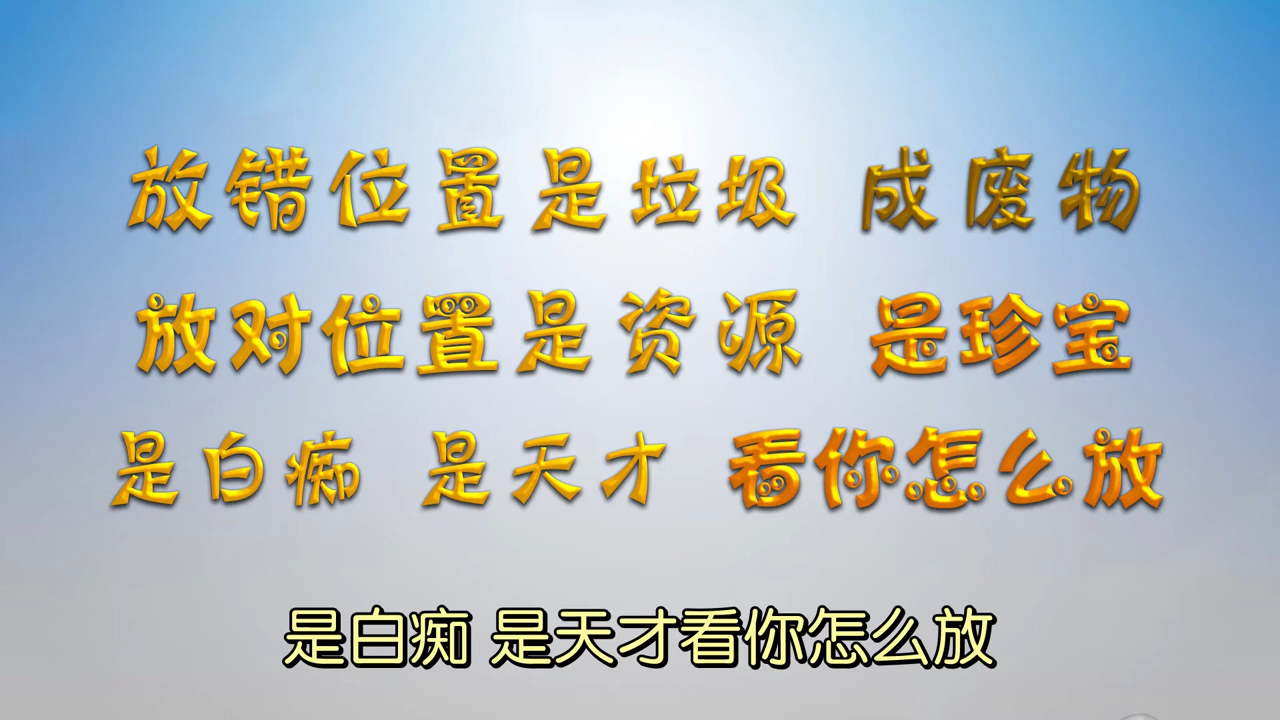 放错位置是垃圾 成废物
放对位置是资源 是珍宝
是白痴 是天才 看你怎么放
是白痴 是天才看你怎么放